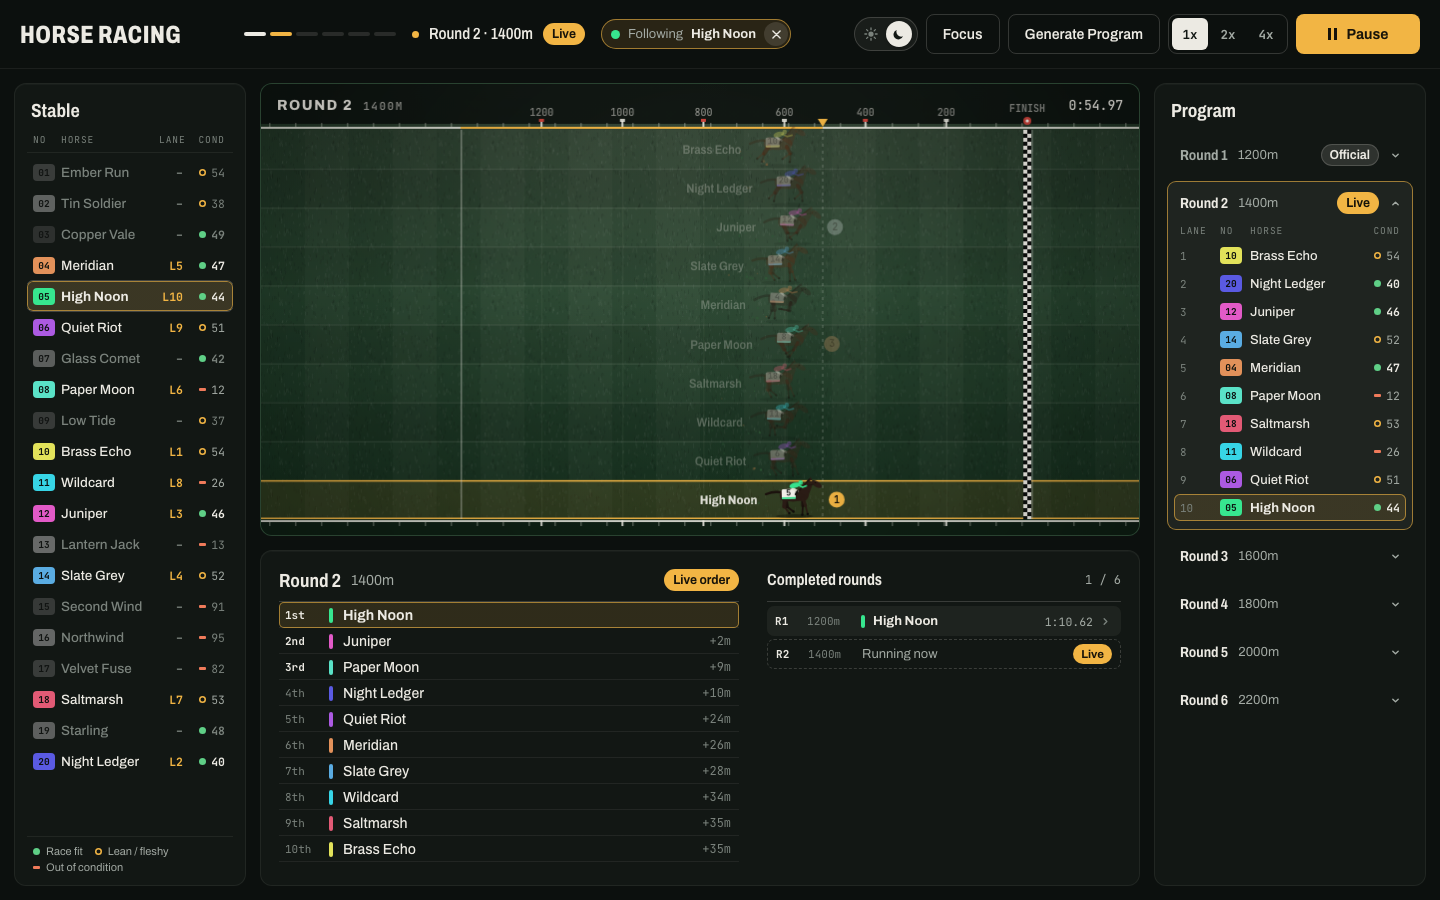 HORSE RACING
Round 2 · 1400m Live
Following High Noon
Focus
Generate Program
1x 2x 4x
Pause
Stable
NO HORSE LANE COND
01 Ember Run – 54
02 Tin Soldier – 38
03 Copper Vale – 49
04 Meridian L5 47
05 High Noon L10 44
06 Quiet Riot L9 51
07 Glass Comet – 42
08 Paper Moon L6 12
09 Low Tide – 37
10 Brass Echo L1 54
11 Wildcard L8 26
12 Juniper L3 46
13 Lantern Jack – 13
14 Slate Grey L4 52
15 Second Wind – 91
16 Northwind – 95
17 Velvet Fuse – 82
18 Saltmarsh L7 53
19 Starling – 48
20 Night Ledger L2 40
Race fit Lean / fleshy
Out of condition
ROUND 2 1400M
1200 1000 800 600 400 200 FINISH 0:54.97
Brass Echo
Night Ledger
Juniper 2
Slate Grey
Meridian
Paper Moon 3
Saltmarsh
Wildcard
Quiet Riot
High Noon 5 1
Round 2 1400m Live order
1st High Noon
2nd Juniper +2m
3rd Paper Moon +9m
4th Night Ledger +10m
5th Quiet Riot +24m
6th Meridian +26m
7th Slate Grey +28m
8th Wildcard +34m
9th Saltmarsh +35m
10th Brass Echo +35m
Completed rounds 1 / 6
R1 1200m High Noon 1:10.62
R2 1400m Running now Live
Program
Round 1 1200m Official
Round 2 1400m Live
LANE NO HORSE COND
1 10 Brass Echo 54
2 20 Night Ledger 40
3 12 Juniper 46
4 14 Slate Grey 52
5 04 Meridian 47
6 08 Paper Moon 12
7 18 Saltmarsh 53
8 11 Wildcard 26
9 06 Quiet Riot 51
10 05 High Noon 44
Round 3 1600m
Round 4 1800m
Round 5 2000m
Round 6 2200m